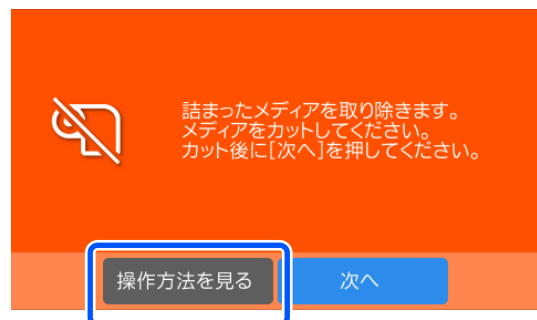 詰まったメディアを取り除きます。
メディアをカットしてください。
カット後に[次へ]を押してください。
操作方法を見る
次へ